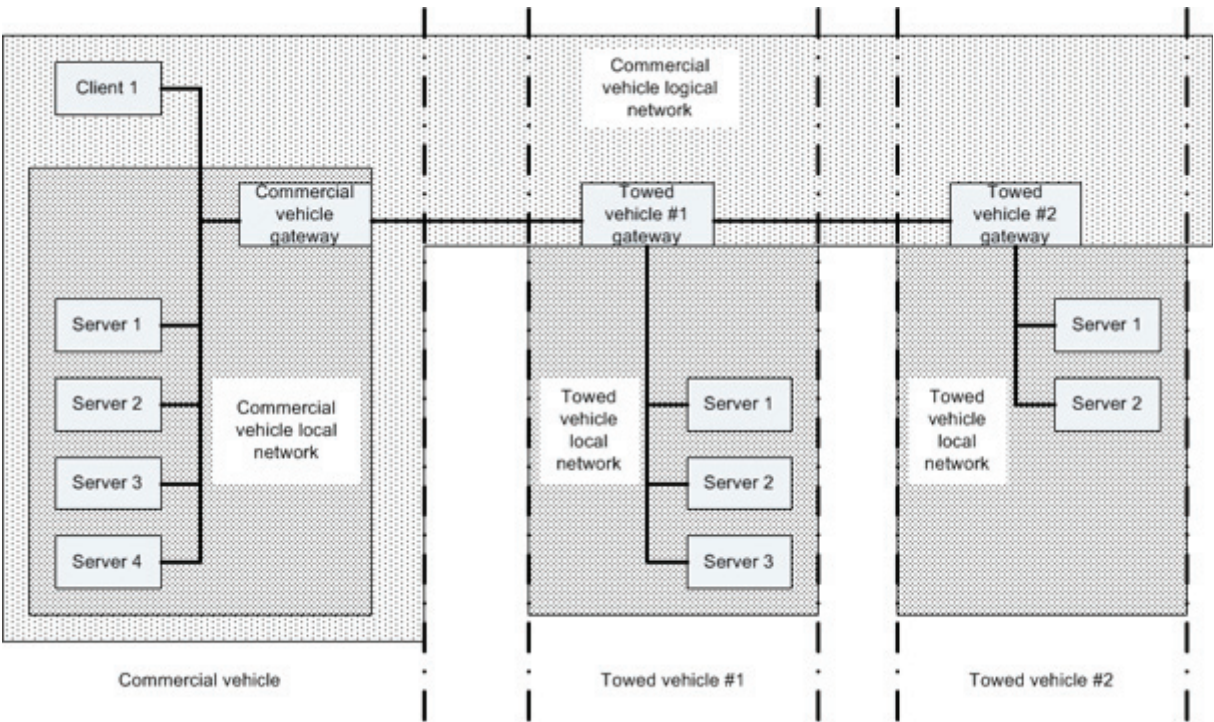 Client 1
Commercial
vehicle logical
network
Commercial
vehicle
gateway
Towed
vehicle #1
gateway
Towed
vehicle #2
gateway
Server 1
Server 2
Server 3
Server 4
Commercial
vehicle local
network
Towed
vehicle
local
network
Server 1
Server 2
Server 3
Towed
vehicle
local
network
Server 1
Server 2
Commercial vehicle
Towed vehicle #1
Towed vehicle #2